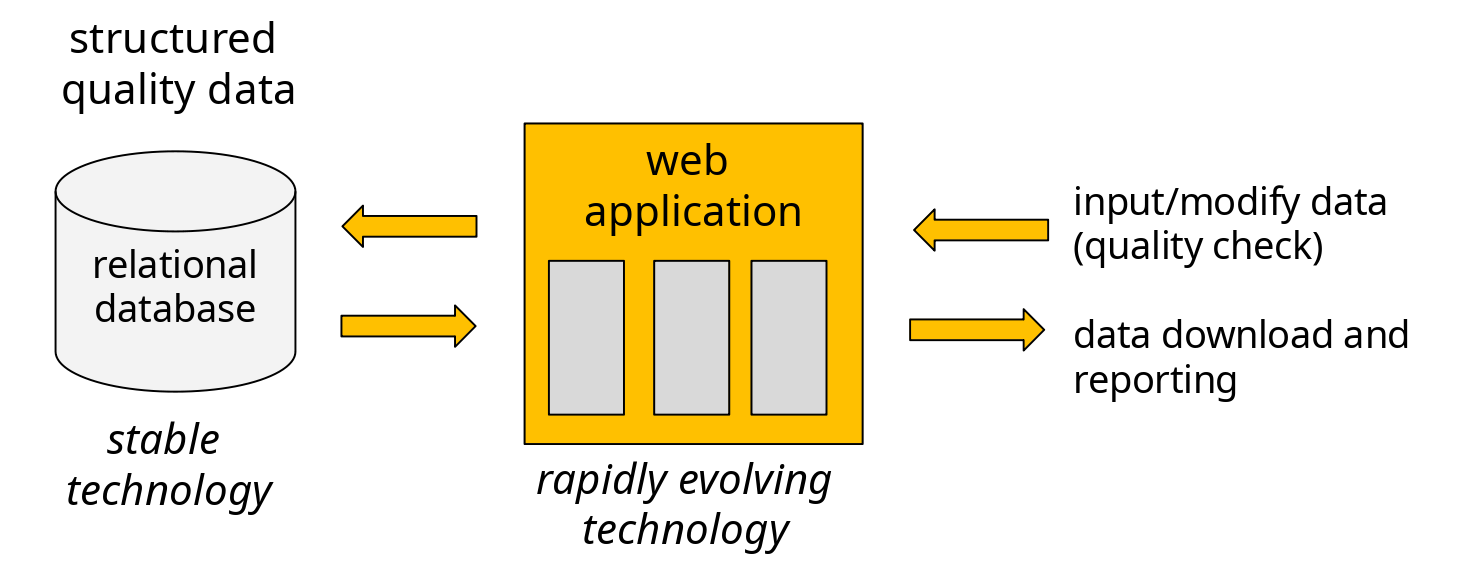 structured
quality data
relational
database
stable
technology
web
application
rapidly evolving
technology
input/modify data
(quality check)
data download and
reporting